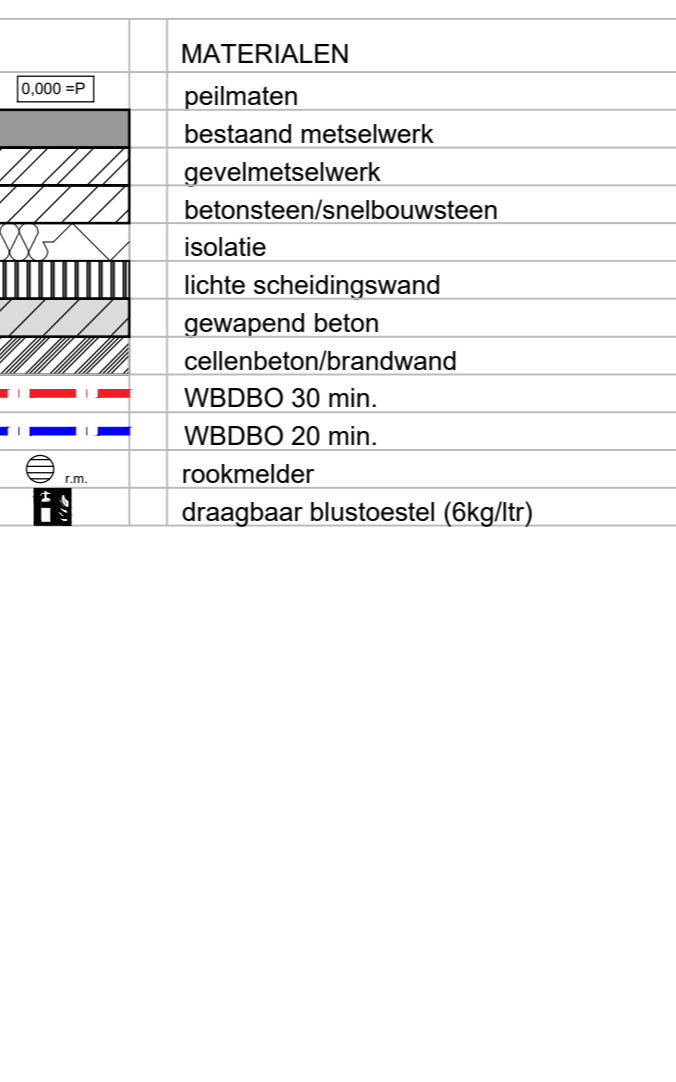 MATERIALEN
0,000 =P peilmaten
bestaand metselwerk
gevelmetselwerk
betonsteen/snelbouwsteen
isolatie
lichte scheidingswand
gewapend beton
cellenbeton/brandwand
WBDBO 30 min.
WBDBO 20 min.
r.m. rookmelder
draagbaar blustoestel (6kg/ltr)